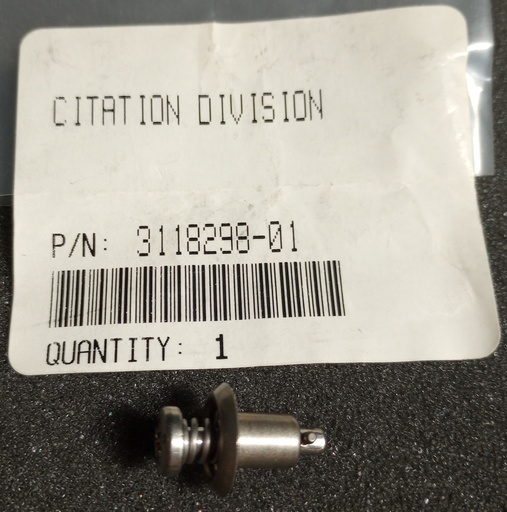 CITATION DIVISION
P/N: 3118298-01
QUANTITY: 1